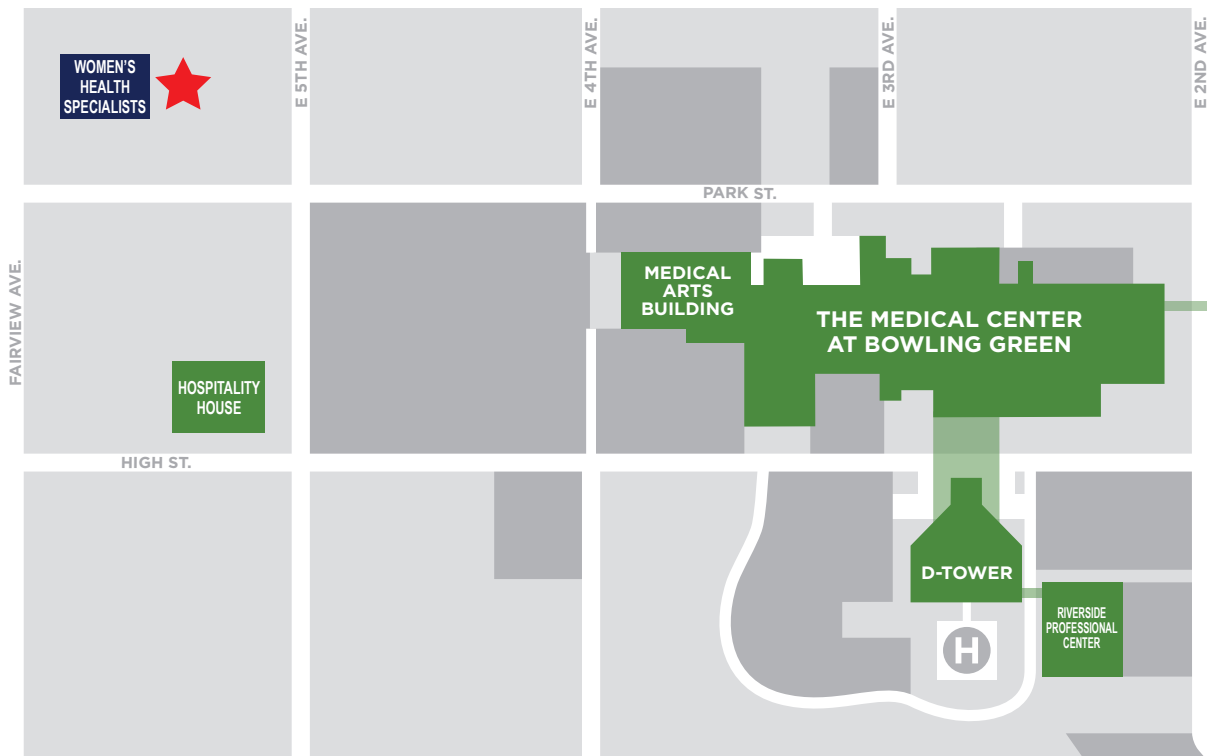 E 5TH AVE.
E 4TH AVE.
E 3RD AVE.
E 2ND AVE.
WOMEN'S
HEALTH
SPECIALISTS
PARK ST.
FAIRVIEW AVE.
MEDICAL
ARTS
BUILDING
THE MEDICAL CENTER
AT BOWLING GREEN
HOSPITALITY
HOUSE
HIGH ST.
D-TOWER
RIVERSIDE
PROFESSIONAL
CENTER
H